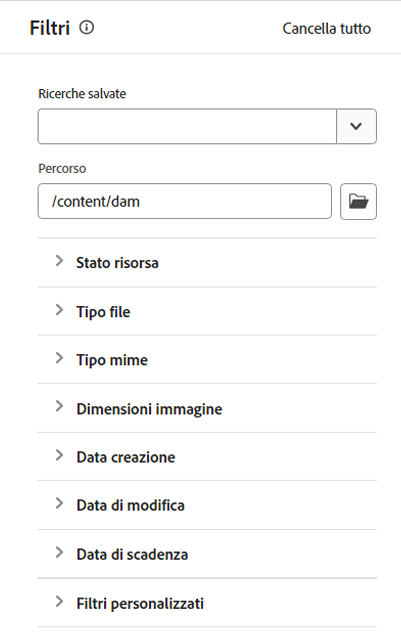 Filtri
Cancella tutto
Ricerche salvate
Percorso
/content/dam
Stato risorsa
Tipo file
Tipo mime
Dimensioni immagine
Data creazione
Data di modifica
Data di scadenza
Filtri personalizzati